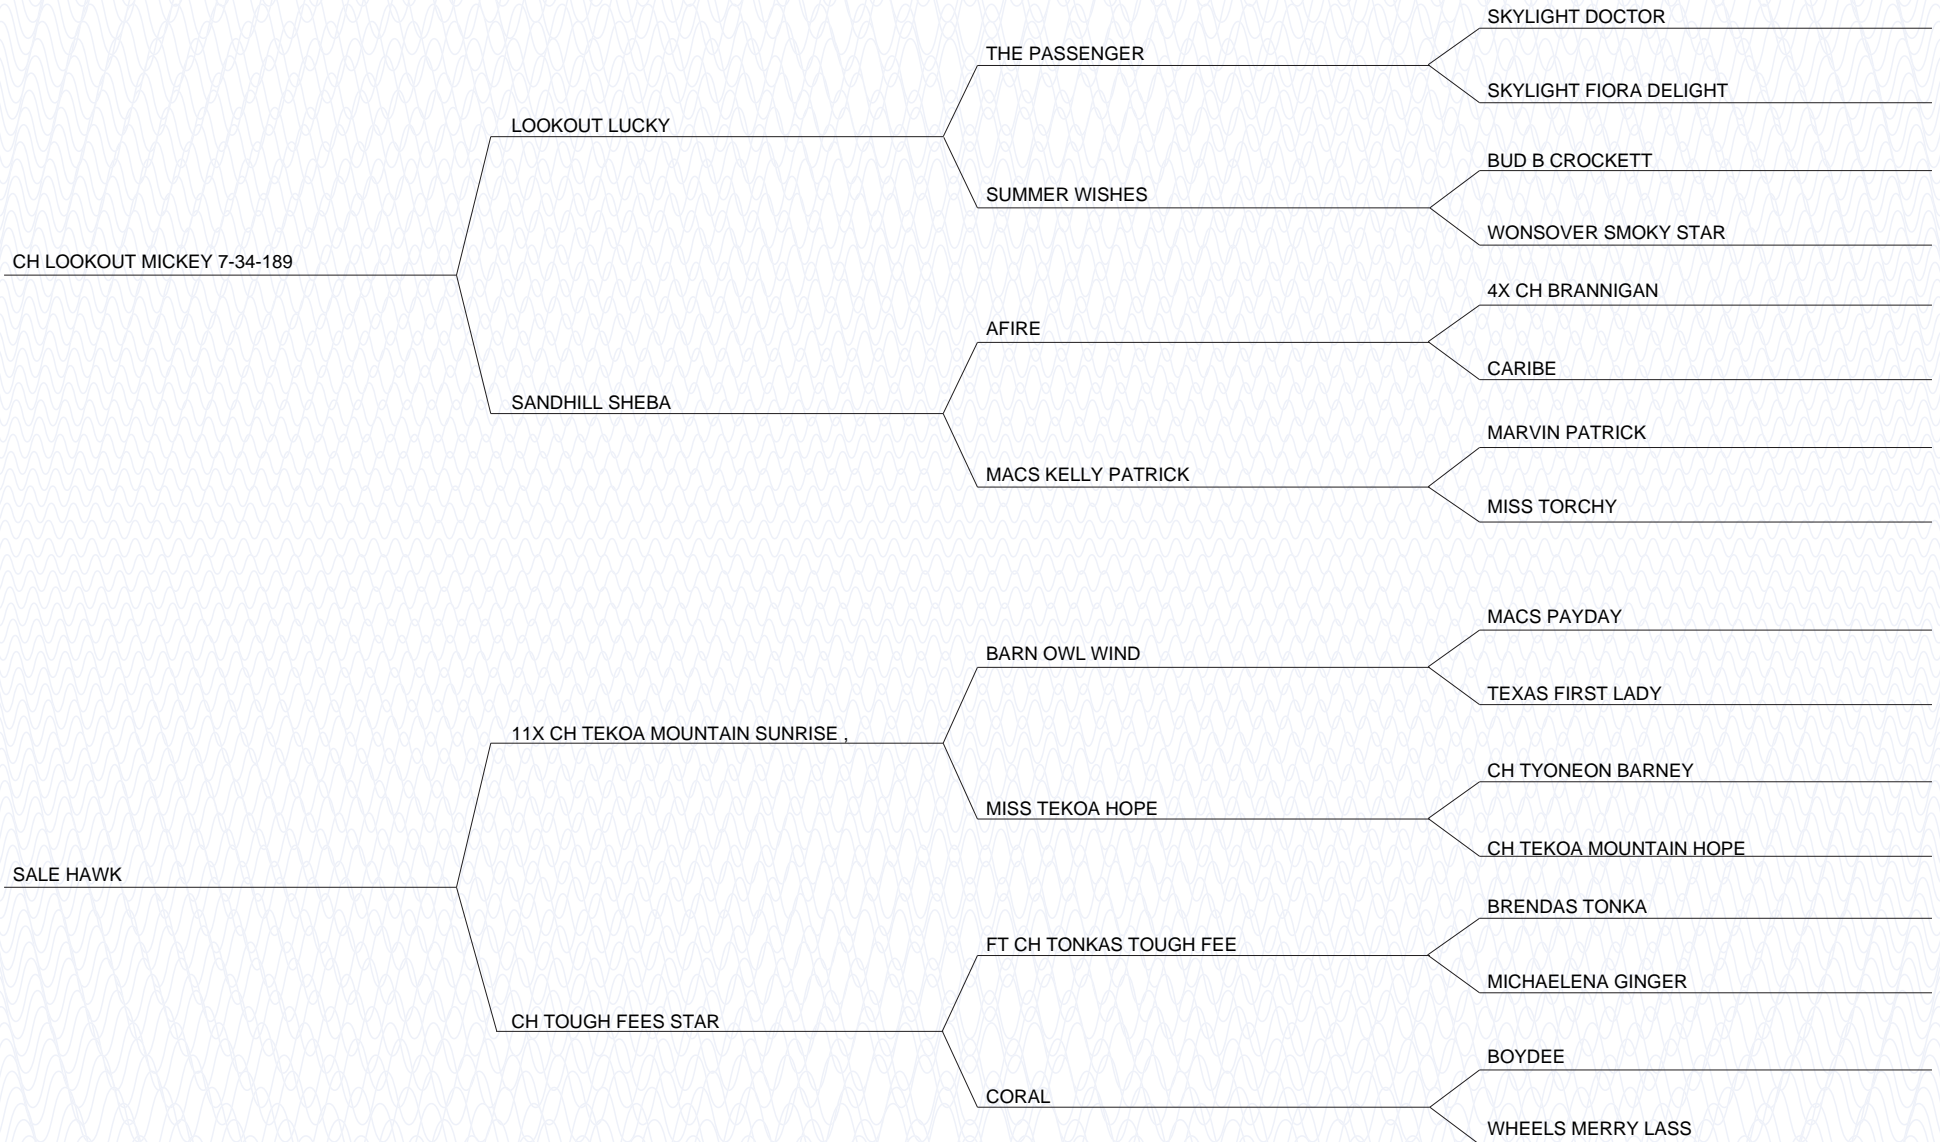 SKYLIGHT DOCTOR
THE PASSENGER
SKYLIGHT FIORA DELIGHT
LOOKOUT LUCKY
BUD B CROCKETT
SUMMER WISHES
WONSOVER SMOKY STAR
CH LOOKOUT MICKEY 7-34-189
4X CH BRANNIGAN
AFIRE
CARIBE
SANDHILL SHEBA
MARVIN PATRICK
MACS KELLY PATRICK
MISS TORCHY
MACS PAYDAY
BARN OWL WIND
TEXAS FIRST LADY
11X CH TEKOA MOUNTAIN SUNRISE ,
CH TYONEON BARNEY
MISS TEKOA HOPE
CH TEKOA MOUNTAIN HOPE
SALE HAWK
BRENDAS TONKA
FT CH TONKAS TOUGH FEE
MICHAELENA GINGER
CH TOUGH FEES STAR
BOYDEE
CORAL
WHEELS MERRY LASS